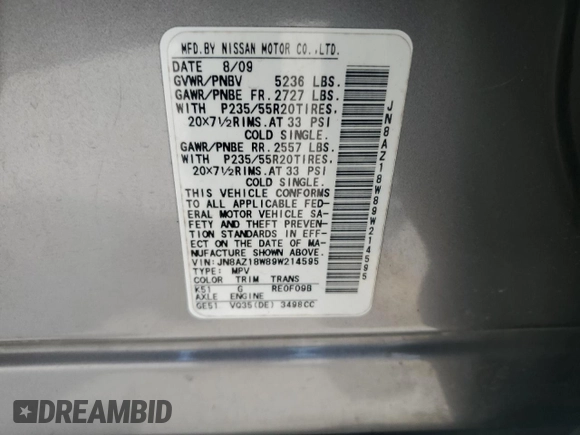 MFD.BY NISSAN MOTOR CO.,LTD.
DATE 8/09
GVWR/PNBV 5236 LBS.
GAWR/PNBE FR. 2727 LBS.
WITH P235/55R20TIRES,
20X7½RIMS.AT 33 PSI
COLD SINGLE.
GAWR/PNBE RR. 2557 LBS.
WITH P235/55R20TIRES,
20X7½RIMS.AT 33 PSI
COLD SINGLE.
THIS VEHICLE CONFORMS
TO ALL APPLICABLE FED-
ERAL MOTOR VEHICLE SA-
FETY AND THEFT PREVEN-
TION STANDARDS IN EFF-
ECT ON THE DATE OF MA-
NUFACTURE SHOWN ABOVE.
VIN:JN8AZ18W89W214595
TYPE: MPV
COLOR TRIM TRANS
K51 G RE0F09B
AXLE ENGINE
GE51 VQ35(DE) 3498CC
JN8AZ18W89W214595
DREAMBID